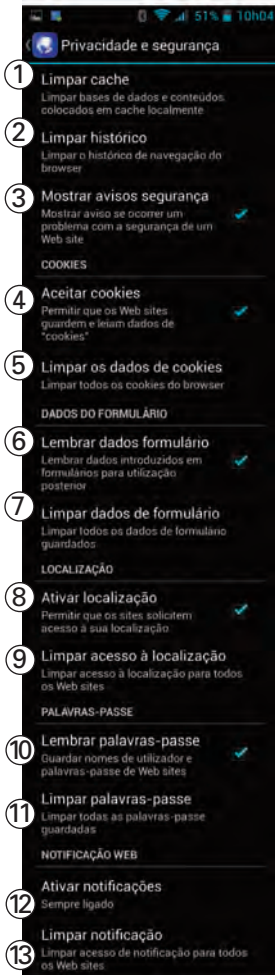 51% 10h04
Privacidade e segurança
1 Limpar cache
Limpar bases de dados e conteúdos
colocados em cache localmente
2 Limpar histórico
Limpar o histórico de navegação do
browser
3 Mostrar avisos segurança
Mostrar aviso se ocorrer um
problema com a segurança de um
Web site
COOKIES
4 Aceitar cookies
Permitir que os Web sites
guardem e leiam dados de
"cookies"
5 Limpar os dados de cookies
Limpar todos os cookies do browser
DADOS DO FORMULÁRIO
6 Lembrar dados formulário
Lembrar dados introduzidos em
formulários para utilização
posterior
7 Limpar dados de formulário
Limpar todos os dados de formulário
guardados
LOCALIZAÇÃO
8 Ativar localização
Permitir que os sites solicitem
acesso à sua localização
9 Limpar acesso à localização
Limpar acesso à localização para todos
os Web sites
PALAVRAS-PASSE
10 Lembrar palavras-passe
Guardar nomes de utilizador e
palavras-passe de Web sites
11 Limpar palavras-passe
Limpar todas as palavras-passe
guardadas
NOTIFICAÇÃO WEB
Ativar notificações
12 Sempre ligado
Limpar notificação
13 Limpar acesso de notificação para todos
os Web sites